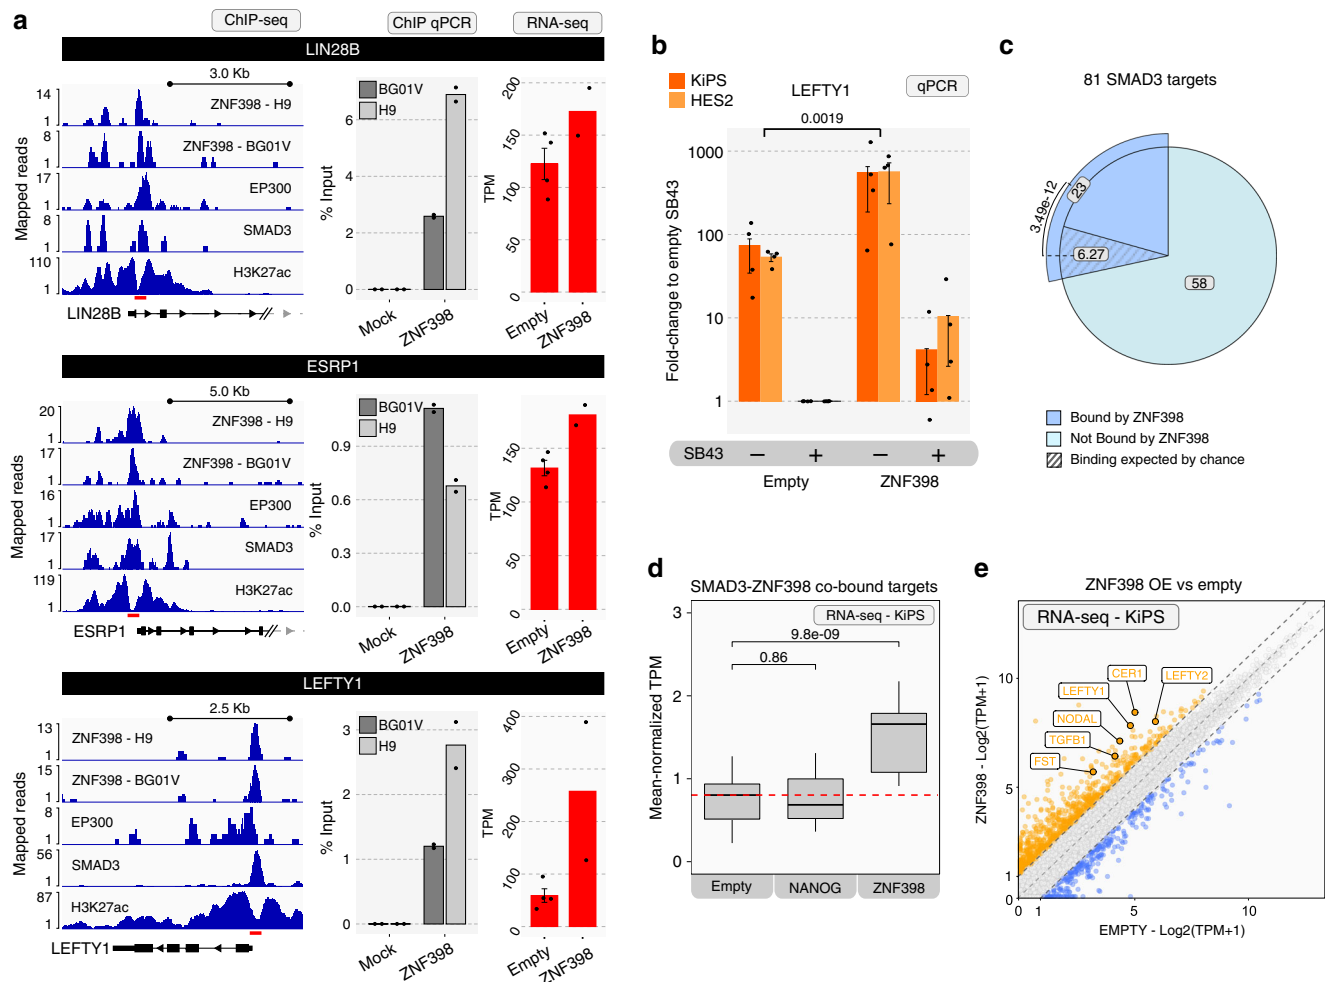 a
ChIP-seq
ChIP qPCR
RNA-seq
LIN28B
3.0 Kb
Mapped reads
14
1
ZNF398 - H9
8
1
ZNF398 - BG01V
17
1
EP300
8
1
SMAD3
110
1
H3K27ac
LIN28B
BG01V
H9
% Input
6
4
2
0
Mock
ZNF398
TPM
200
150
100
50
0
Empty
ZNF398
ESRP1
5.0 Kb
Mapped reads
20
1
ZNF398 - H9
17
1
ZNF398 - BG01V
16
1
EP300
17
1
SMAD3
119
1
H3K27ac
ESRP1
BG01V
H9
% Input
0.9
0.6
0.3
0.0
Mock
ZNF398
TPM
150
100
50
0
Empty
ZNF398
LEFTY1
2.5 Kb
Mapped reads
13
1
ZNF398 - H9
15
1
ZNF398 - BG01V
8
1
EP300
56
1
SMAD3
87
1
H3K27ac
LEFTY1
BG01V
H9
% Input
3
2
1
0
Mock
ZNF398
TPM
400
300
200
100
0
Empty
ZNF398
b
KiPS
HES2
LEFTY1
qPCR
0.0019
Fold-change to empty SB43
1000
100
10
1
SB43
−
+
−
+
Empty
ZNF398
c
81 SMAD3 targets
3.49e-12
23
6.27
58
Bound by ZNF398
Not Bound by ZNF398
Binding expected by chance
d
SMAD3-ZNF398 co-bound targets
RNA-seq - KiPS
9.8e-09
0.86
Mean-normalized TPM
3
2
1
0
Empty
NANOG
ZNF398
e
ZNF398 OE vs empty
RNA-seq - KiPS
CER1
LEFTY2
LEFTY1
NODAL
TGFB1
FST
ZNF398 - Log2(TPM+1)
10
5
1
0
0
1
5
10
EMPTY - Log2(TPM+1)